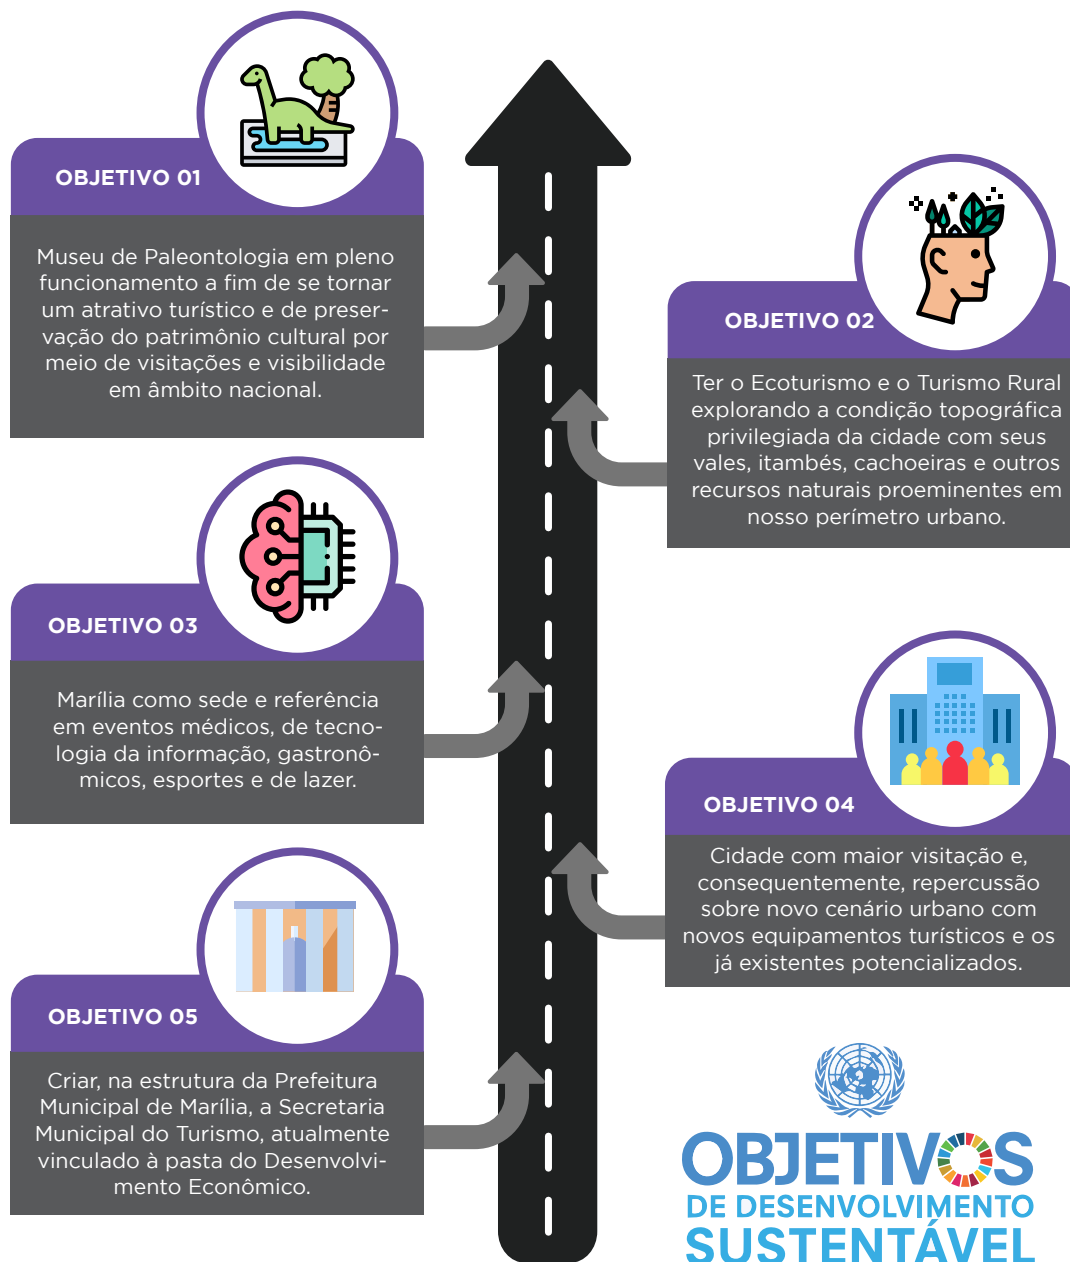 OBJETIVO 01
Museu de Paleontologia em pleno
funcionamento a fim de se tornar
um atrativo turístico e de preser-
vação do patrimônio cultural por
meio de visitações e visibilidade
em âmbito nacional.
OBJETIVO 02
Ter o Ecoturismo e o Turismo Rural
explorando a condição topográfica
privilegiada da cidade com seus
vales, itambés, cachoeiras e outros
recursos naturais proeminentes em
nosso perímetro urbano.
OBJETIVO 03
Marília como sede e referência
em eventos médicos, de tecno-
logia da informação, gastronô-
micos, esportes e de lazer.
OBJETIVO 04
Cidade com maior visitação e,
consequentemente, repercussão
sobre novo cenário urbano com
novos equipamentos turísticos e os
já existentes potencializados.
OBJETIVO 05
Criar, na estrutura da Prefeitura
Municipal de Marília, a Secretaria
Municipal do Turismo, atualmente
vinculado à pasta do Desenvolvi-
mento Econômico.
OBJETIVOS
DE DESENVOLVIMENTO
SUSTENTÁVEL